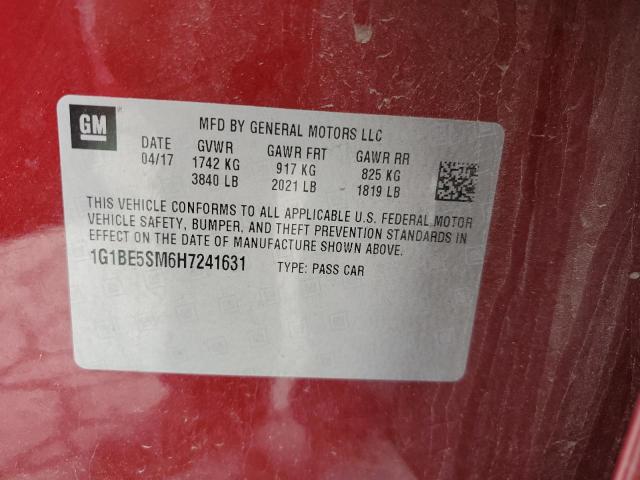 GM
MFD BY GENERAL MOTORS LLC
DATE GVWR GAWR FRT GAWR RR
04/17 1742 KG 917 KG 825 KG
3840 LB 2021 LB 1819 LB
THIS VEHICLE CONFORMS TO ALL APPLICABLE U.S. FEDERAL MOTOR
VEHICLE SAFETY, BUMPER, AND THEFT PREVENTION STANDARDS IN
EFFECT ON THE DATE OF MANUFACTURE SHOWN ABOVE.
1G1BE5SM6H7241631 TYPE: PASS CAR